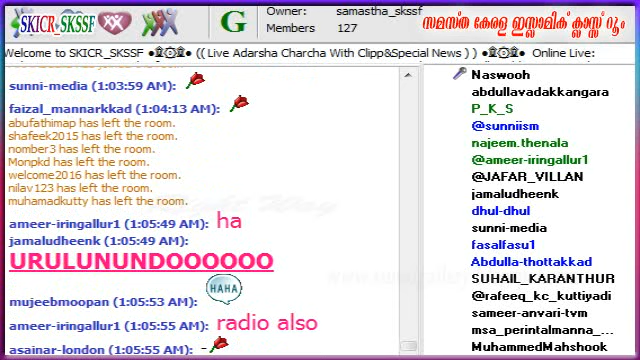 SKICR_SKSSF
G
Owner: samastha_skssf
Members 127
സമസ്ത കേരള ഇസ്ലാമിക് ക്ലാസ്സ് റൂം
Welcome to SKICR_SKSSF ●۩۞۩● (( Live Adarsha Charcha With Clipp&Special News ) ) ●۩۞۩● Online Live:
sunni-media (1:03:59 AM):
faizal_mannarkkad (1:04:13 AM):
abufathimap has left the room.
shafeek2015 has left the room.
nomber3 has left the room.
Monpkd has left the room.
welcome2016 has left the room.
nilav123 has left the room.
muhamadkutty has left the room.
ameer-iringallur1 (1:05:49 AM): ha
jamaludheenk (1:05:49 AM):
URULUNUNDOOOOOO
mujeebmoopan (1:05:53 AM): HAHA
ameer-iringallur1 (1:05:55 AM): radio also
asainar-london (1:05:55 AM): -
Naswooh
abdullavadakkangara
P_K_S
@sunniism
najeem.thenala
@ameer-iringallur1
@JAFAR_VILLAN
jamaludheenk
dhul-dhul
sunni-media
fasalfasu1
Abdulla-thottakkad
SUHAIL_KARANTHUR
@rafeeq_kc_kuttiyadi
sameer-anvari-tvm
msa_perintalmanna_...
MuhammedMahshook